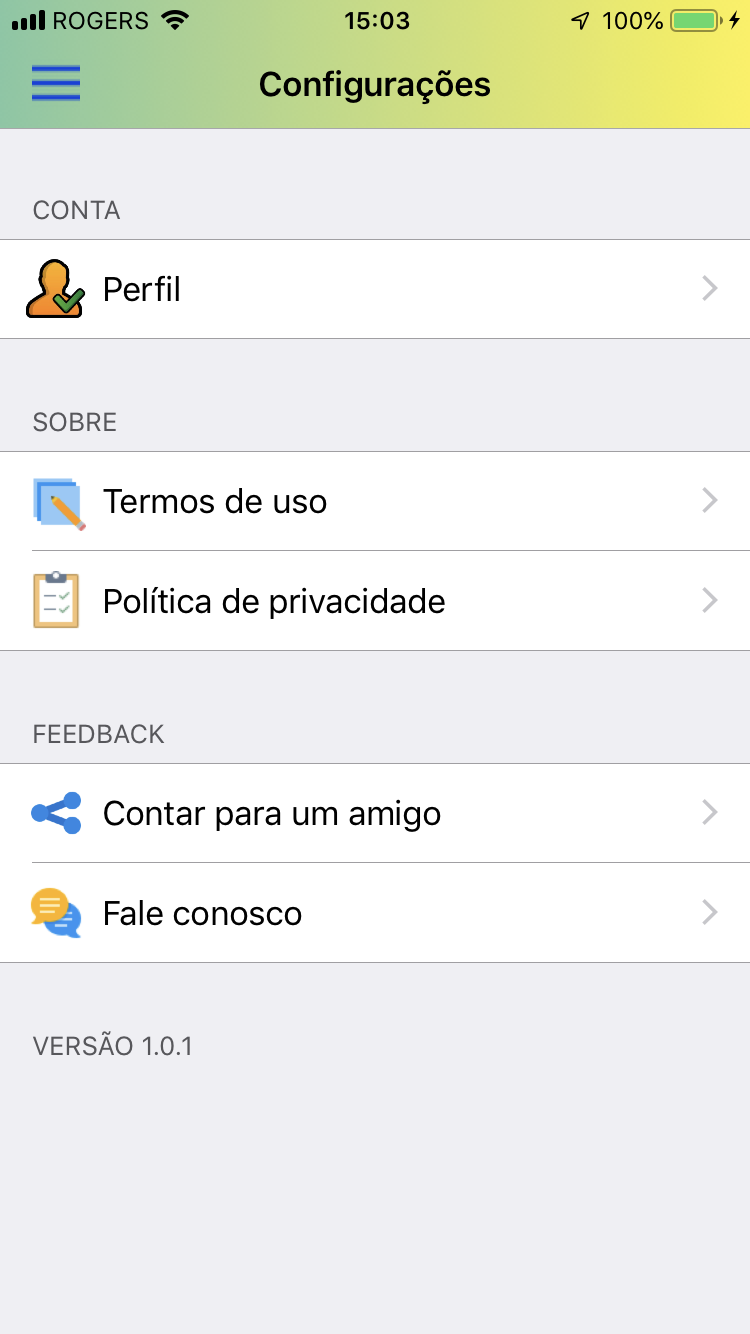 ROGERS 15:03 100%
Configurações
CONTA
Perfil
SOBRE
Termos de uso
Política de privacidade
FEEDBACK
Contar para um amigo
Fale conosco
VERSÃO 1.0.1